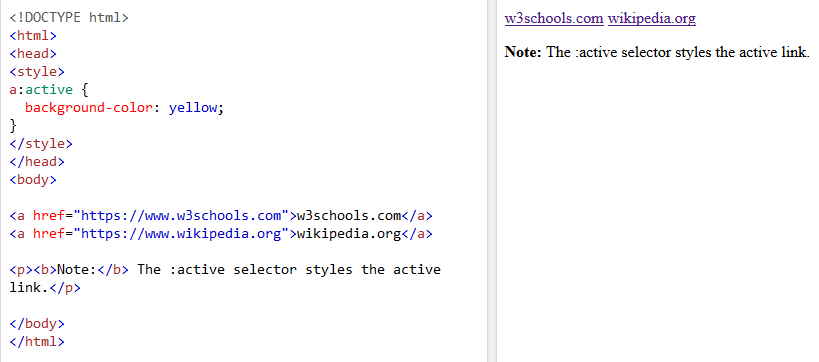 <!DOCTYPE html>
<html>
<head>
<style>
a:active {
  background-color: yellow;
}
</style>
</head>
<body>

<a href="https://www.w3schools.com">w3schools.com</a>
<a href="https://www.wikipedia.org">wikipedia.org</a>

<p><b>Note:</b> The :active selector styles the active
link.</p>

</body>
</html>
w3schools.com wikipedia.org
Note: The :active selector styles the active link.